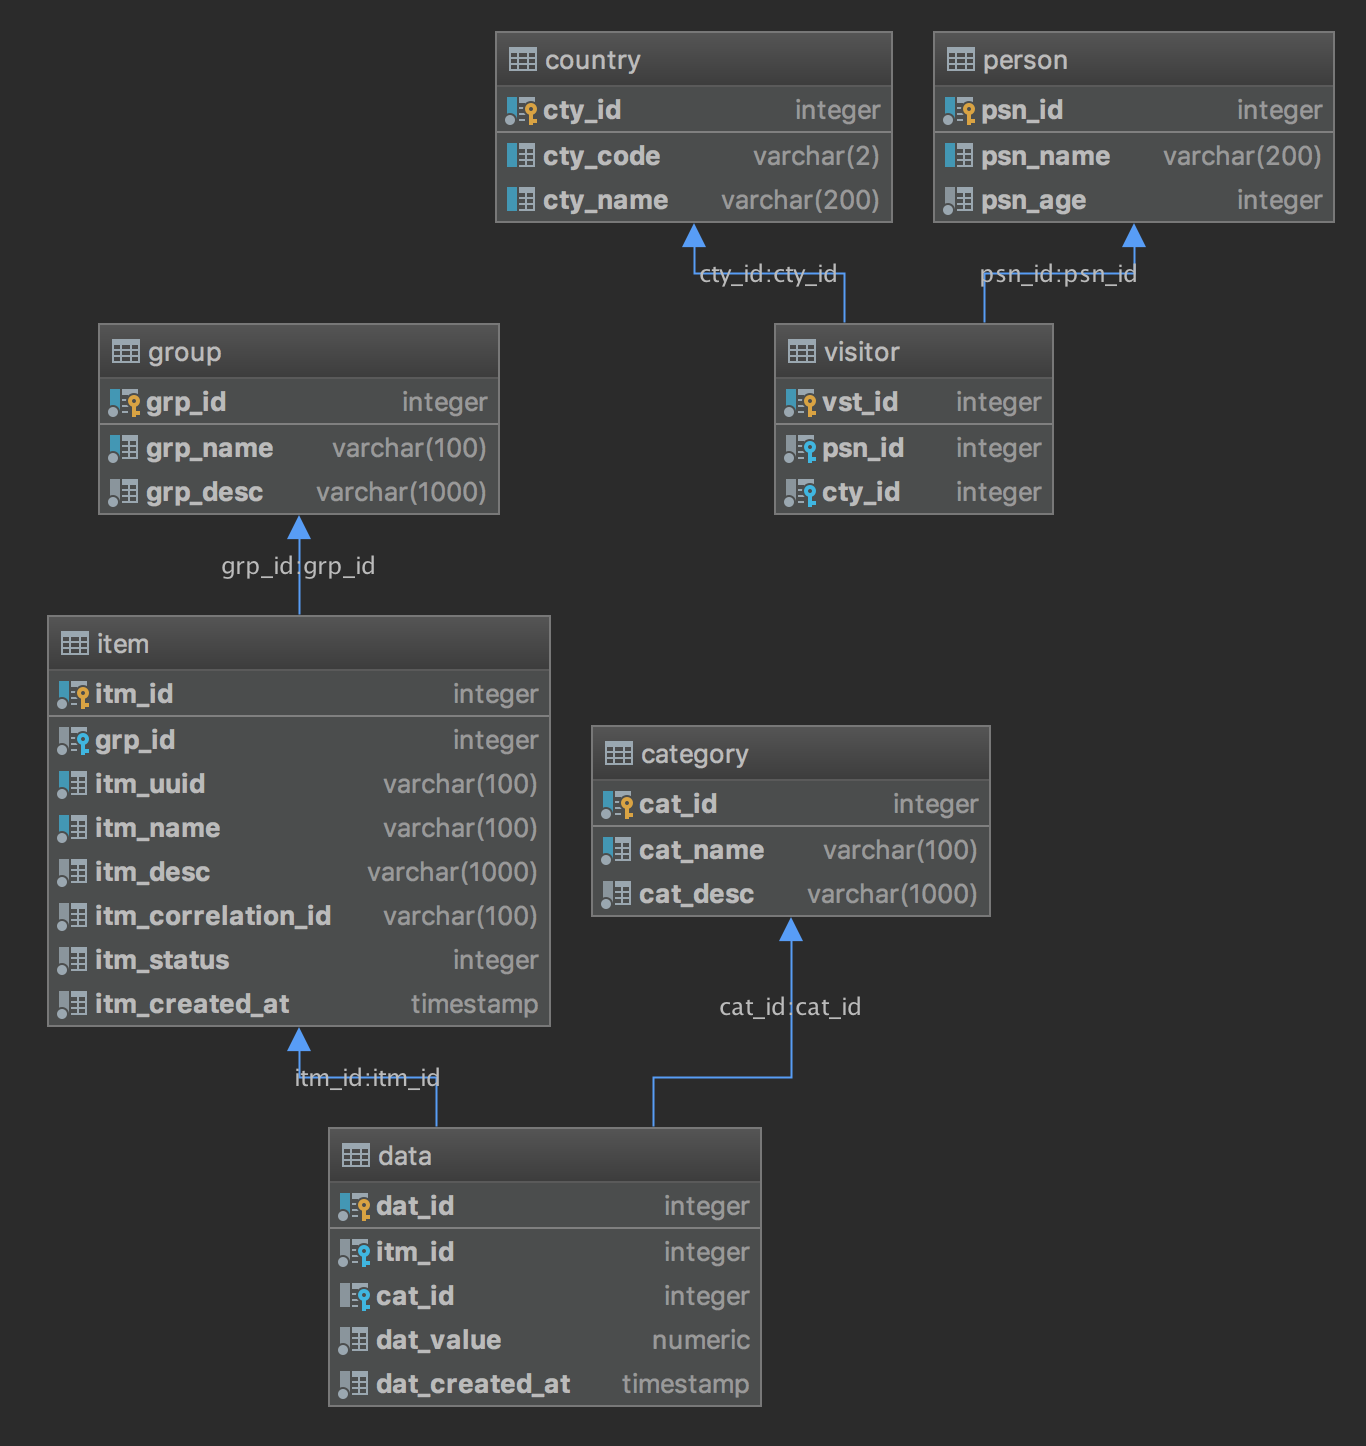 country
cty_id integer
cty_code varchar(2)
cty_name varchar(200)
person
psn_id integer
psn_name varchar(200)
psn_age integer
cty_id:cty_id
psn_id:psn_id
group
grp_id integer
grp_name varchar(100)
grp_desc varchar(1000)
visitor
vst_id integer
psn_id integer
cty_id integer
grp_id:grp_id
item
itm_id integer
grp_id integer
itm_uuid varchar(100)
itm_name varchar(100)
itm_desc varchar(1000)
itm_correlation_id varchar(100)
itm_status integer
itm_created_at timestamp
category
cat_id integer
cat_name varchar(100)
cat_desc varchar(1000)
cat_id:cat_id
itm_id:itm_id
data
dat_id integer
itm_id integer
cat_id integer
dat_value numeric
dat_created_at timestamp